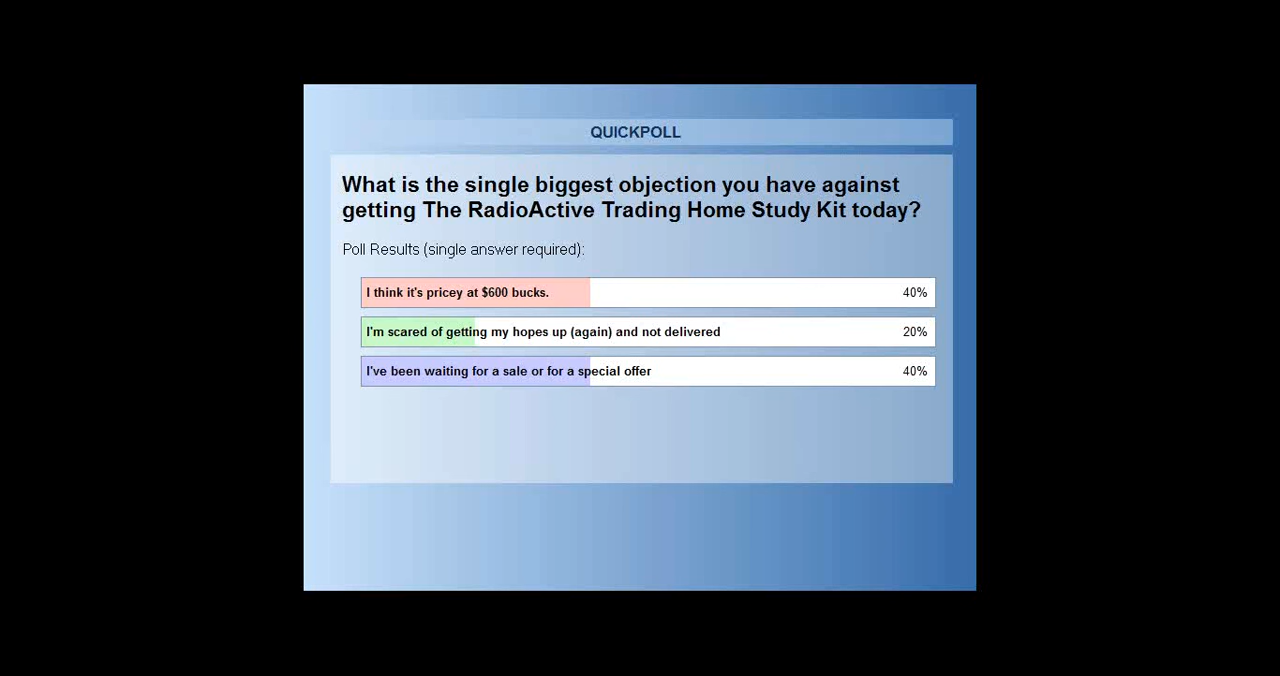 QUICKPOLL
What is the single biggest objection you have against
getting The RadioActive Trading Home Study Kit today?
Poll Results (single answer required):
I think it's pricey at $600 bucks. 40%
I'm scared of getting my hopes up (again) and not delivered 20%
I've been waiting for a sale or for a special offer 40%